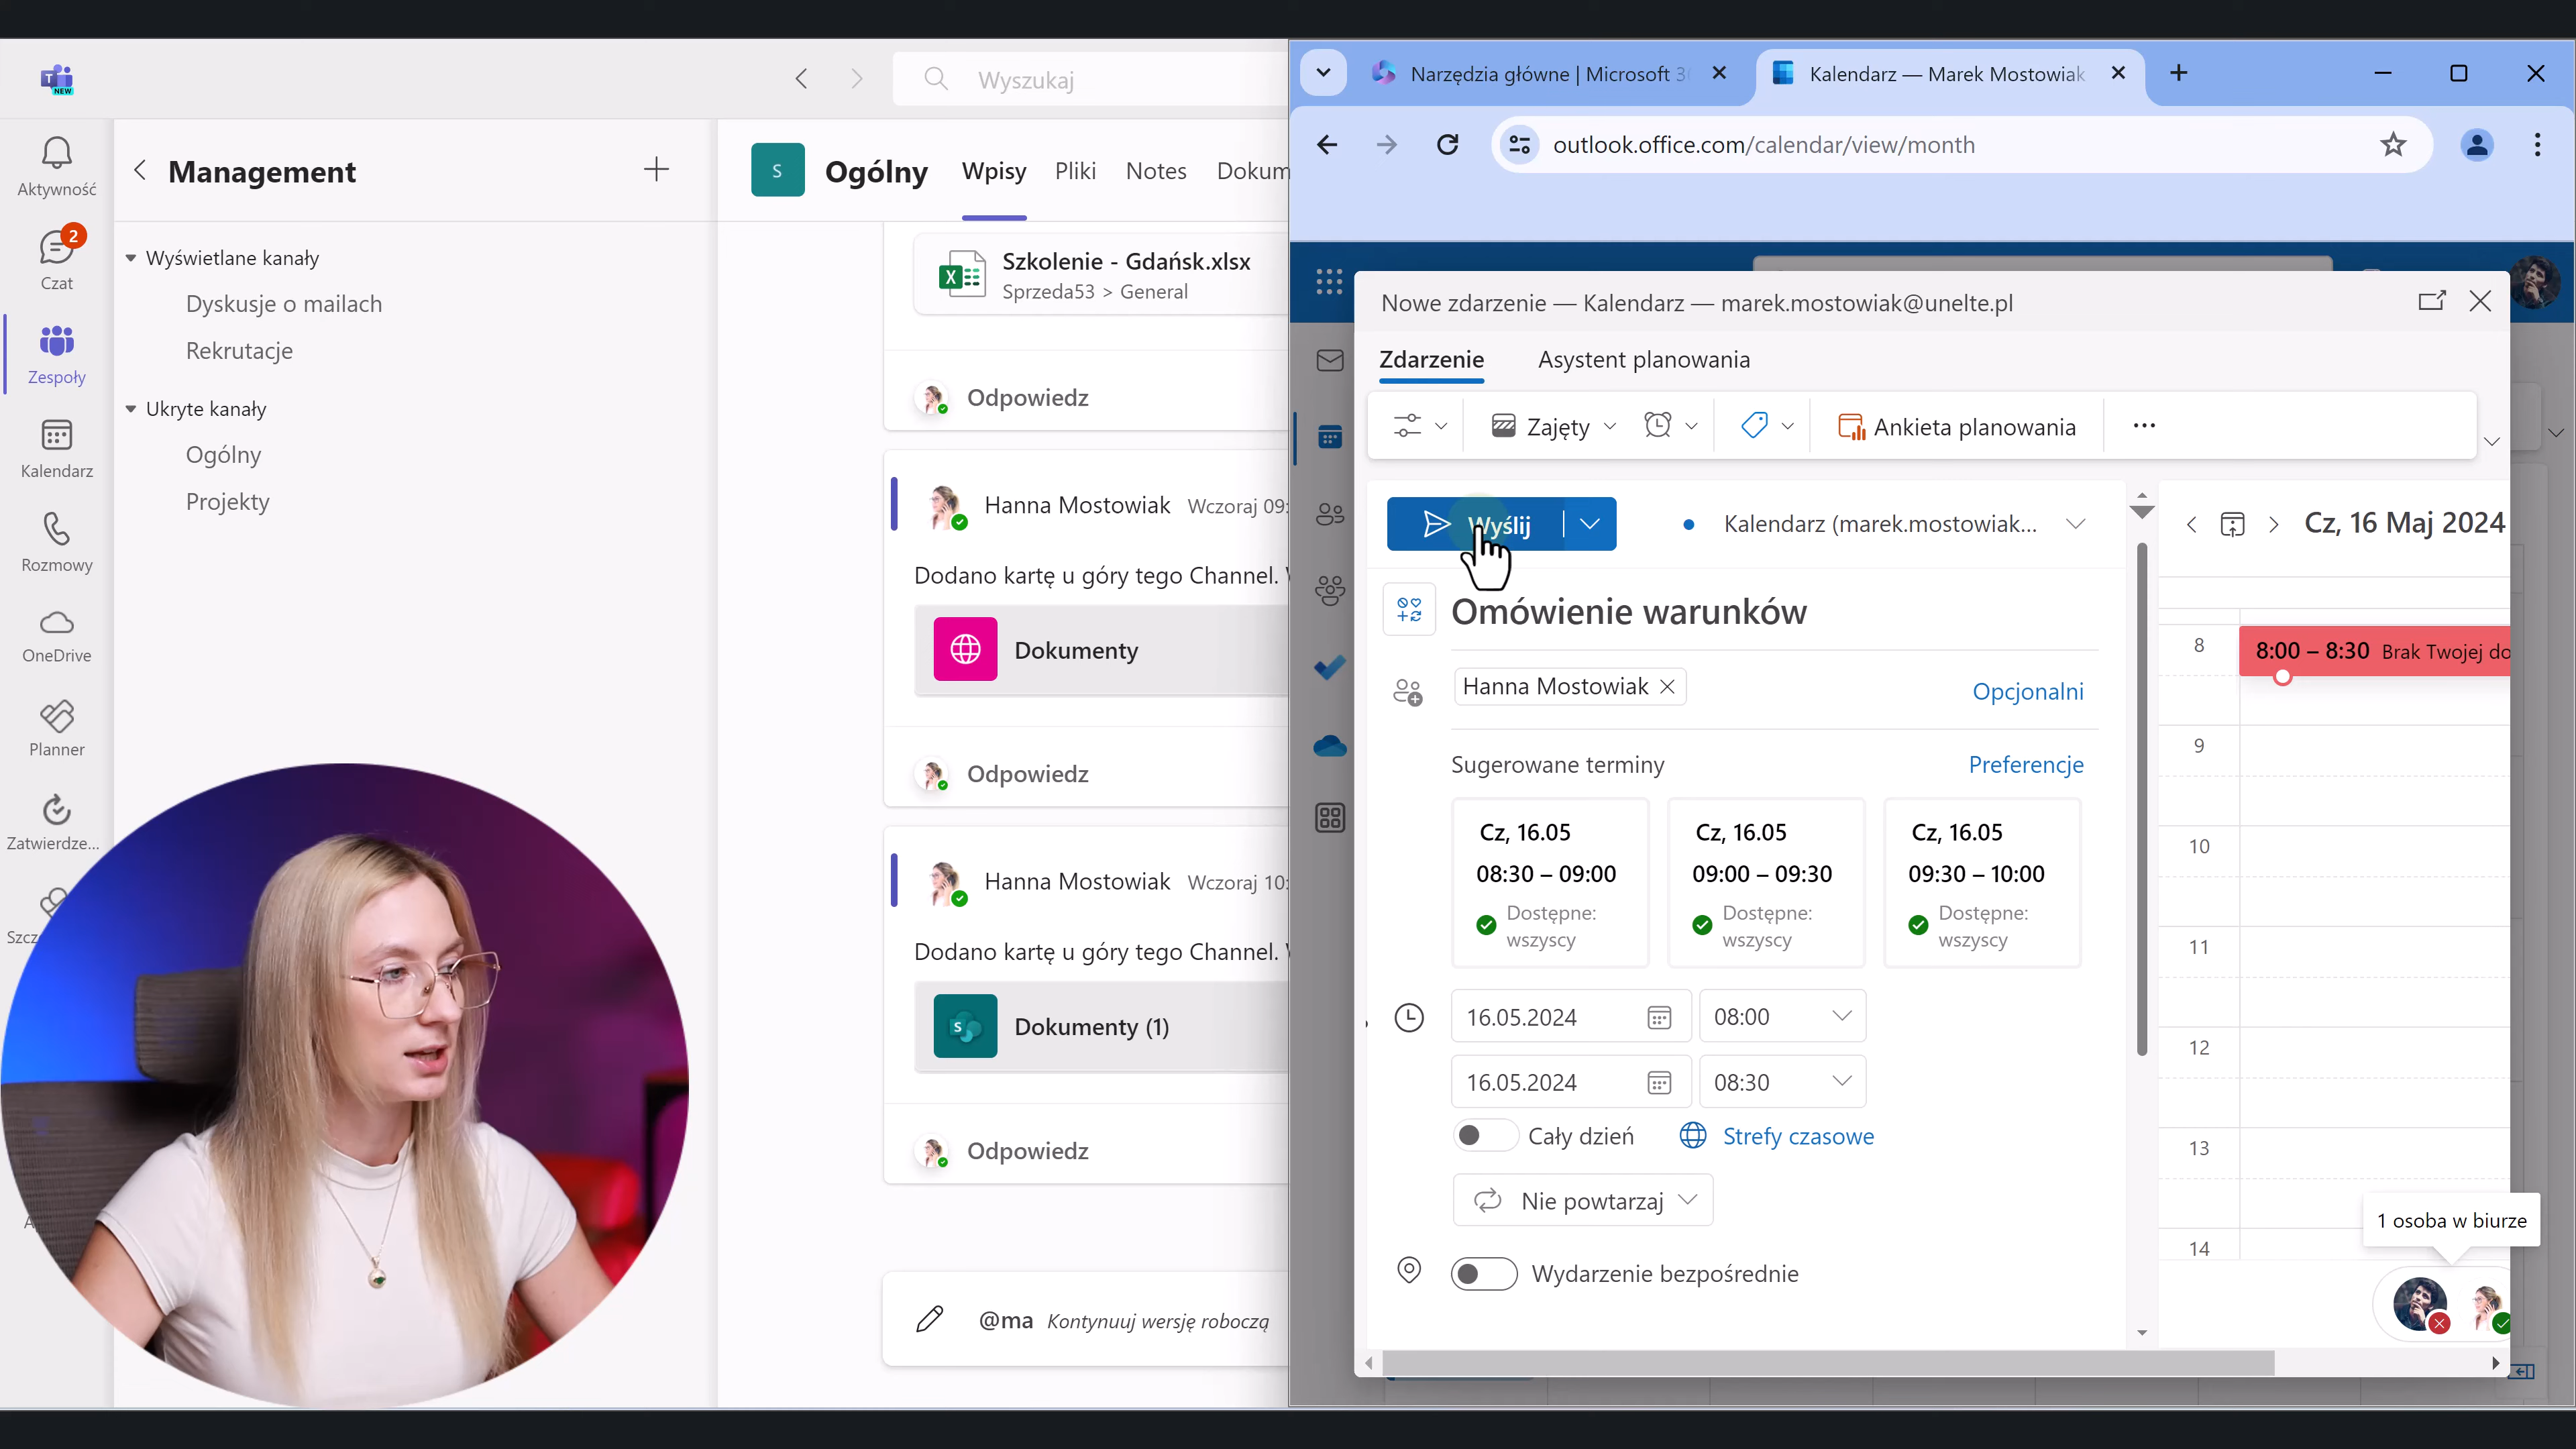 NEW
Wyszukaj
Aktywność
2
Czat
Zespoły
Kalendarz
Rozmowy
OneDrive
Planner
Zatwierdze...
Management
Wyświetlane kanały
Dyskusje o mailach
Rekrutacje
Ukryte kanały
Ogólny
Projekty
S
Ogólny
Wpisy
Pliki
Notes
Szkolenie - Gdańsk.xlsx
Sprzeda53 > General
Odpowiedz
Hanna Mostowiak Wczoraj 09:
Dodano kartę u góry tego Channel.
Dokumenty
Odpowiedz
Hanna Mostowiak Wczoraj 10:
Dodano kartę u góry tego Channel.
Dokumenty (1)
Odpowiedz
@ma Kontynuuj wersję roboczą
Narzędzia główne | Microsoft 3
Kalendarz — Marek Mostowiak
outlook.office.com/calendar/view/month
Nowe zdarzenie — Kalendarz — marek.mostowiak@unelte.pl
Zdarzenie
Asystent planowania
Zajęty
Ankieta planowania
Wyślij
Kalendarz (marek.mostowiak...
Omówienie warunków
Hanna Mostowiak
Opcjonalni
Sugerowane terminy
Preferencje
Cz, 16.05
08:30 – 09:00
Dostępne:
wszyscy
Cz, 16.05
09:00 – 09:30
Dostępne:
wszyscy
Cz, 16.05
09:30 – 10:00
Dostępne:
wszyscy
16.05.2024
08:00
16.05.2024
08:30
Cały dzień
Strefy czasowe
Nie powtarzaj
Wydarzenie bezpośrednie
Cz, 16 Maj 2024
8
8:00 – 8:30 Brak Twojej do
9
10
11
12
13
14
1 osoba w biurze